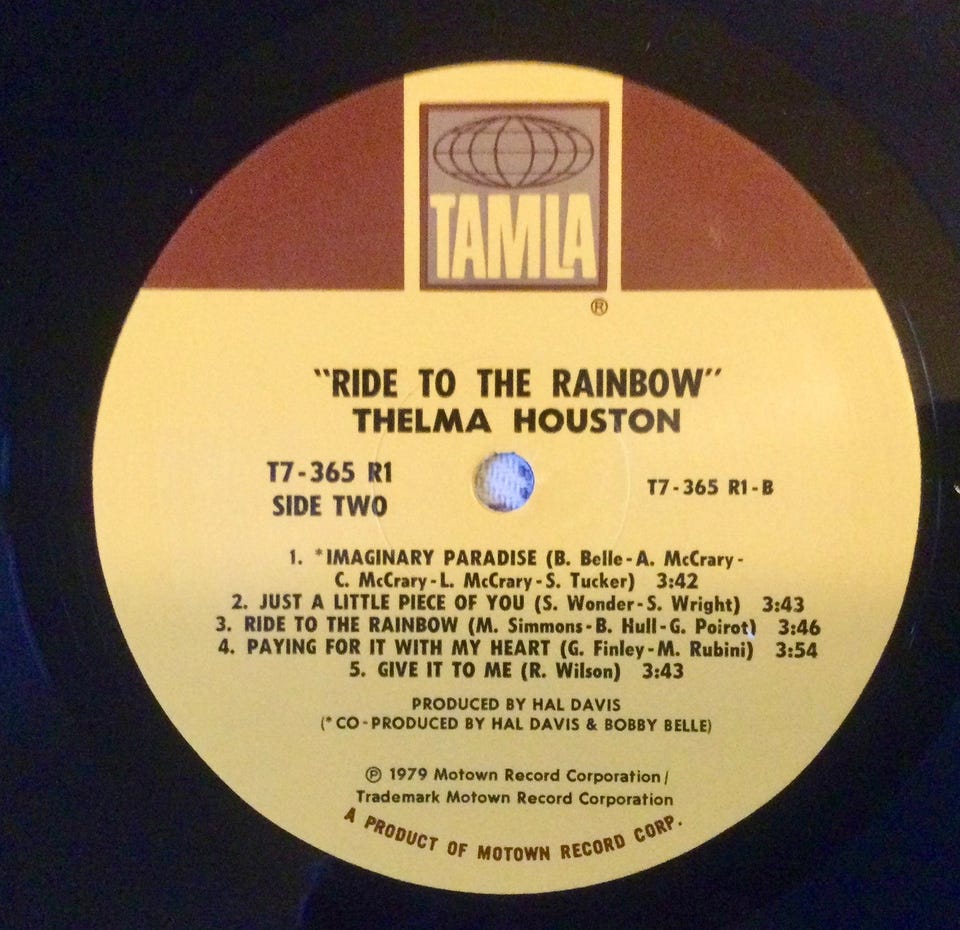 TAMLA
®
"RIDE TO THE RAINBOW"
THELMA HOUSTON
T7-365 R1
SIDE TWO
T7-365 R1-B
1. *IMAGINARY PARADISE (B. Belle-A. McCrary-
C. McCrary-L. McCrary-S. Tucker) 3:42
2. JUST A LITTLE PIECE OF YOU (S. Wonder-S. Wright) 3:43
3. RIDE TO THE RAINBOW (M. Simmons-B. Hull-G. Poirot) 3:46
4. PAYING FOR IT WITH MY HEART (G. Finley-M. Rubini) 3:54
5. GIVE IT TO ME (R. Wilson) 3:43
PRODUCED BY HAL DAVIS
(*CO-PRODUCED BY HAL DAVIS & BOBBY BELLE)
℗ 1979 Motown Record Corporation/
Trademark Motown Record Corporation
A PRODUCT OF MOTOWN RECORD CORP.